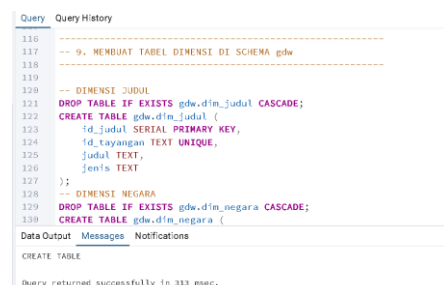 Query Query History
116 ------------------------------------------------------
117 -- 9. MEMBUAT TABEL DIMENSI DI SCHEMA gdw
118 ------------------------------------------------------
119
120 -- DIMENSI JUDUL
121 DROP TABLE IF EXISTS gdw.dim_judul CASCADE;
122 CREATE TABLE gdw.dim_judul (
123 id_judul SERIAL PRIMARY KEY,
124 id_tayangan TEXT UNIQUE,
125 judul TEXT,
126 jenis TEXT
127 );
128 -- DIMENSI NEGARA
129 DROP TABLE IF EXISTS gdw.dim_negara CASCADE;
130 CREATE TABLE gdw.dim_negara (
Data Output Messages Notifications
CREATE TABLE
Query returned successfully in 313 msec.